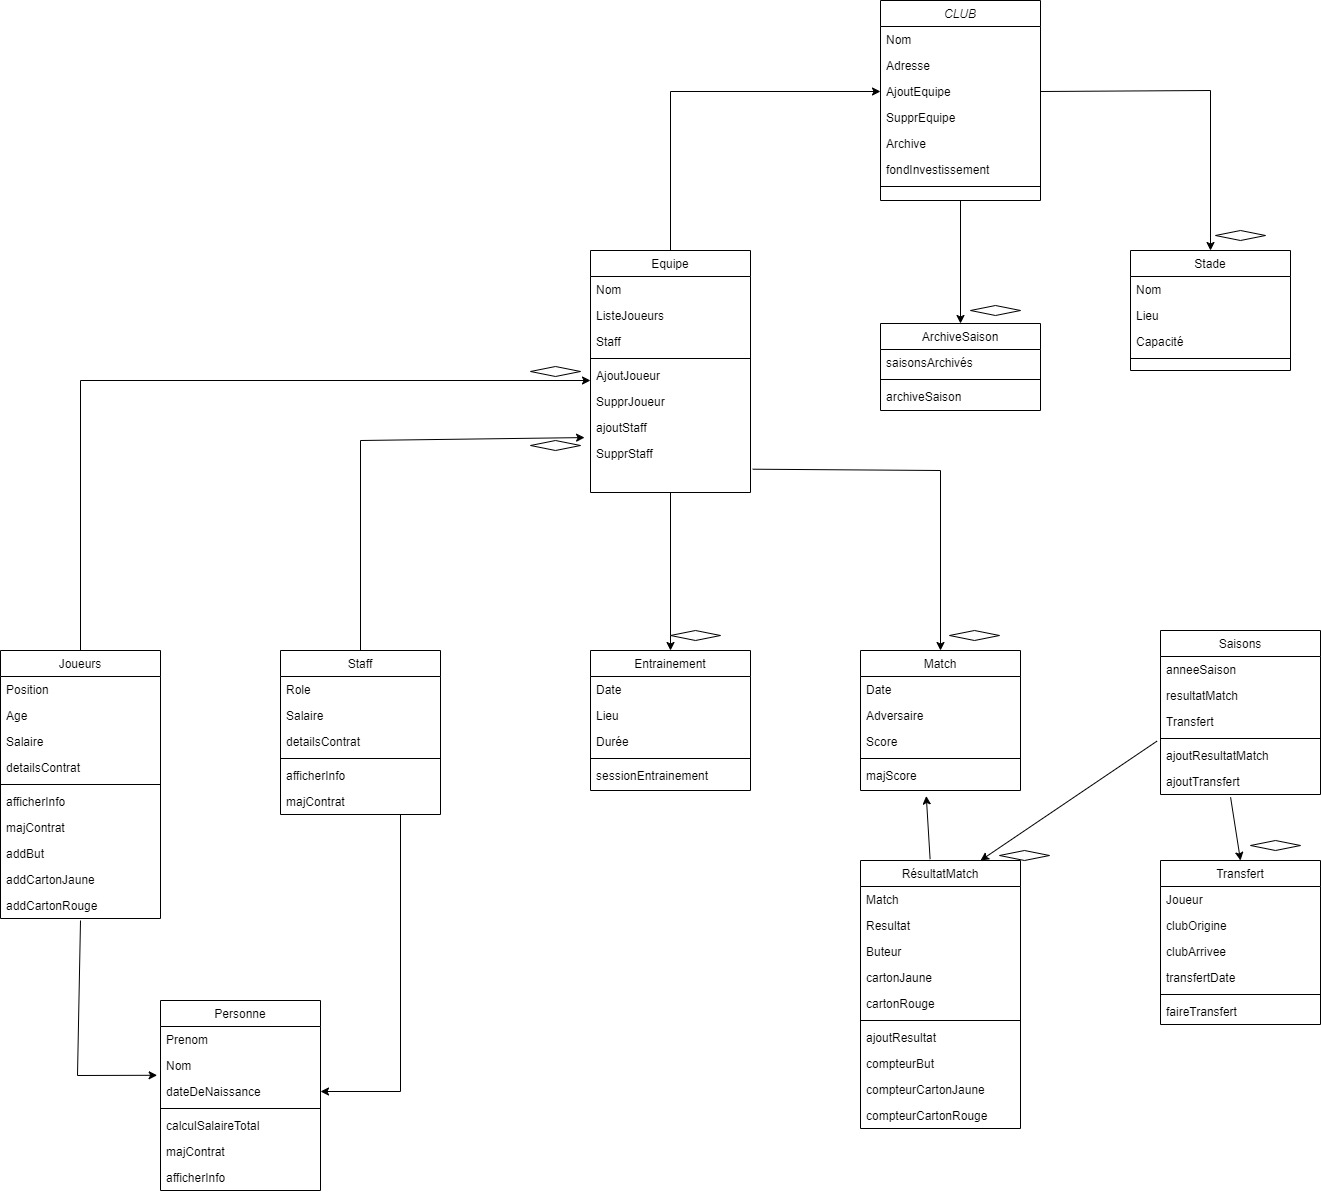 CLUB
Nom
Adresse
AjoutEquipe
SupprEquipe
Archive
fondInvestissement
Equipe
Nom
ListeJoueurs
Staff
AjoutJoueur
SupprJoueur
ajoutStaff
SupprStaff
ArchiveSaison
saisonsArchivés
archiveSaison
Stade
Nom
Lieu
Capacité
Joueurs
Position
Age
Salaire
detailsContrat
afficherInfo
majContrat
addBut
addCartonJaune
addCartonRouge
Staff
Role
Salaire
detailsContrat
afficherInfo
majContrat
Entrainement
Date
Lieu
Durée
sessionEntrainement
Match
Date
Adversaire
Score
majScore
Saisons
anneeSaison
resultatMatch
Transfert
ajoutResultatMatch
ajoutTransfert
Personne
Prenom
Nom
dateDeNaissance
calculSalaireTotal
majContrat
afficherInfo
RésultatMatch
Match
Resultat
Buteur
cartonJaune
cartonRouge
ajoutResultat
compteurBut
compteurCartonJaune
compteurCartonRouge
Transfert
Joueur
clubOrigine
clubArrivee
transfertDate
faireTransfert